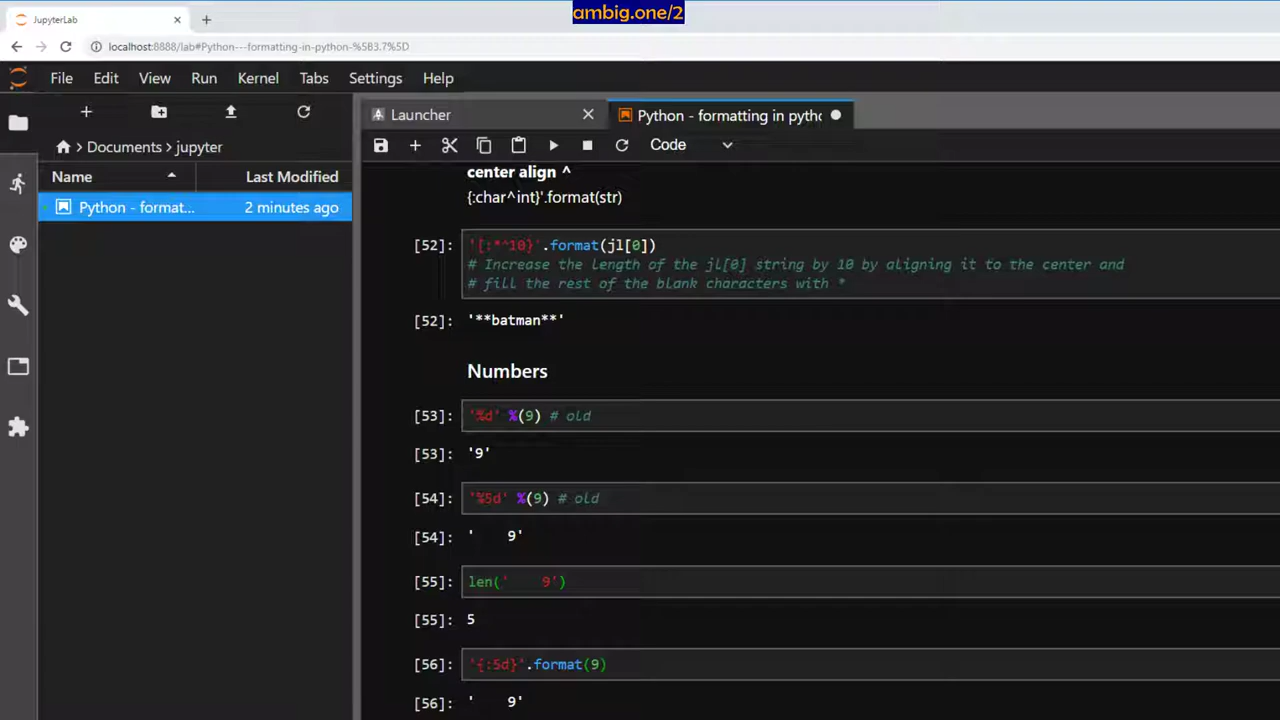 ambig.one/2
JupyterLab
localhost:8888/lab#Python---formatting-in-python-%5B3.7%5D
File Edit View Run Kernel Tabs Settings Help
Launcher
Python - formatting in pytho
Code
Documents > jupyter
Name Last Modified
Python - format... 2 minutes ago
center align ^
{:char^int}'.format(str)
[52]: '[:*^10}'.format(jl[0])
# Increase the length of the jl[0] string by 10 by aligning it to the center and
# fill the rest of the blank characters with *
[52]: '**batman**'
Numbers
[53]: '%d' %(9) # old
[53]: '9'
[54]: '%5d' %(9) # old
[54]: '    9'
[55]: len('    9')
[55]: 5
[56]: '{:5d}'.format(9)
[56]: '    9'